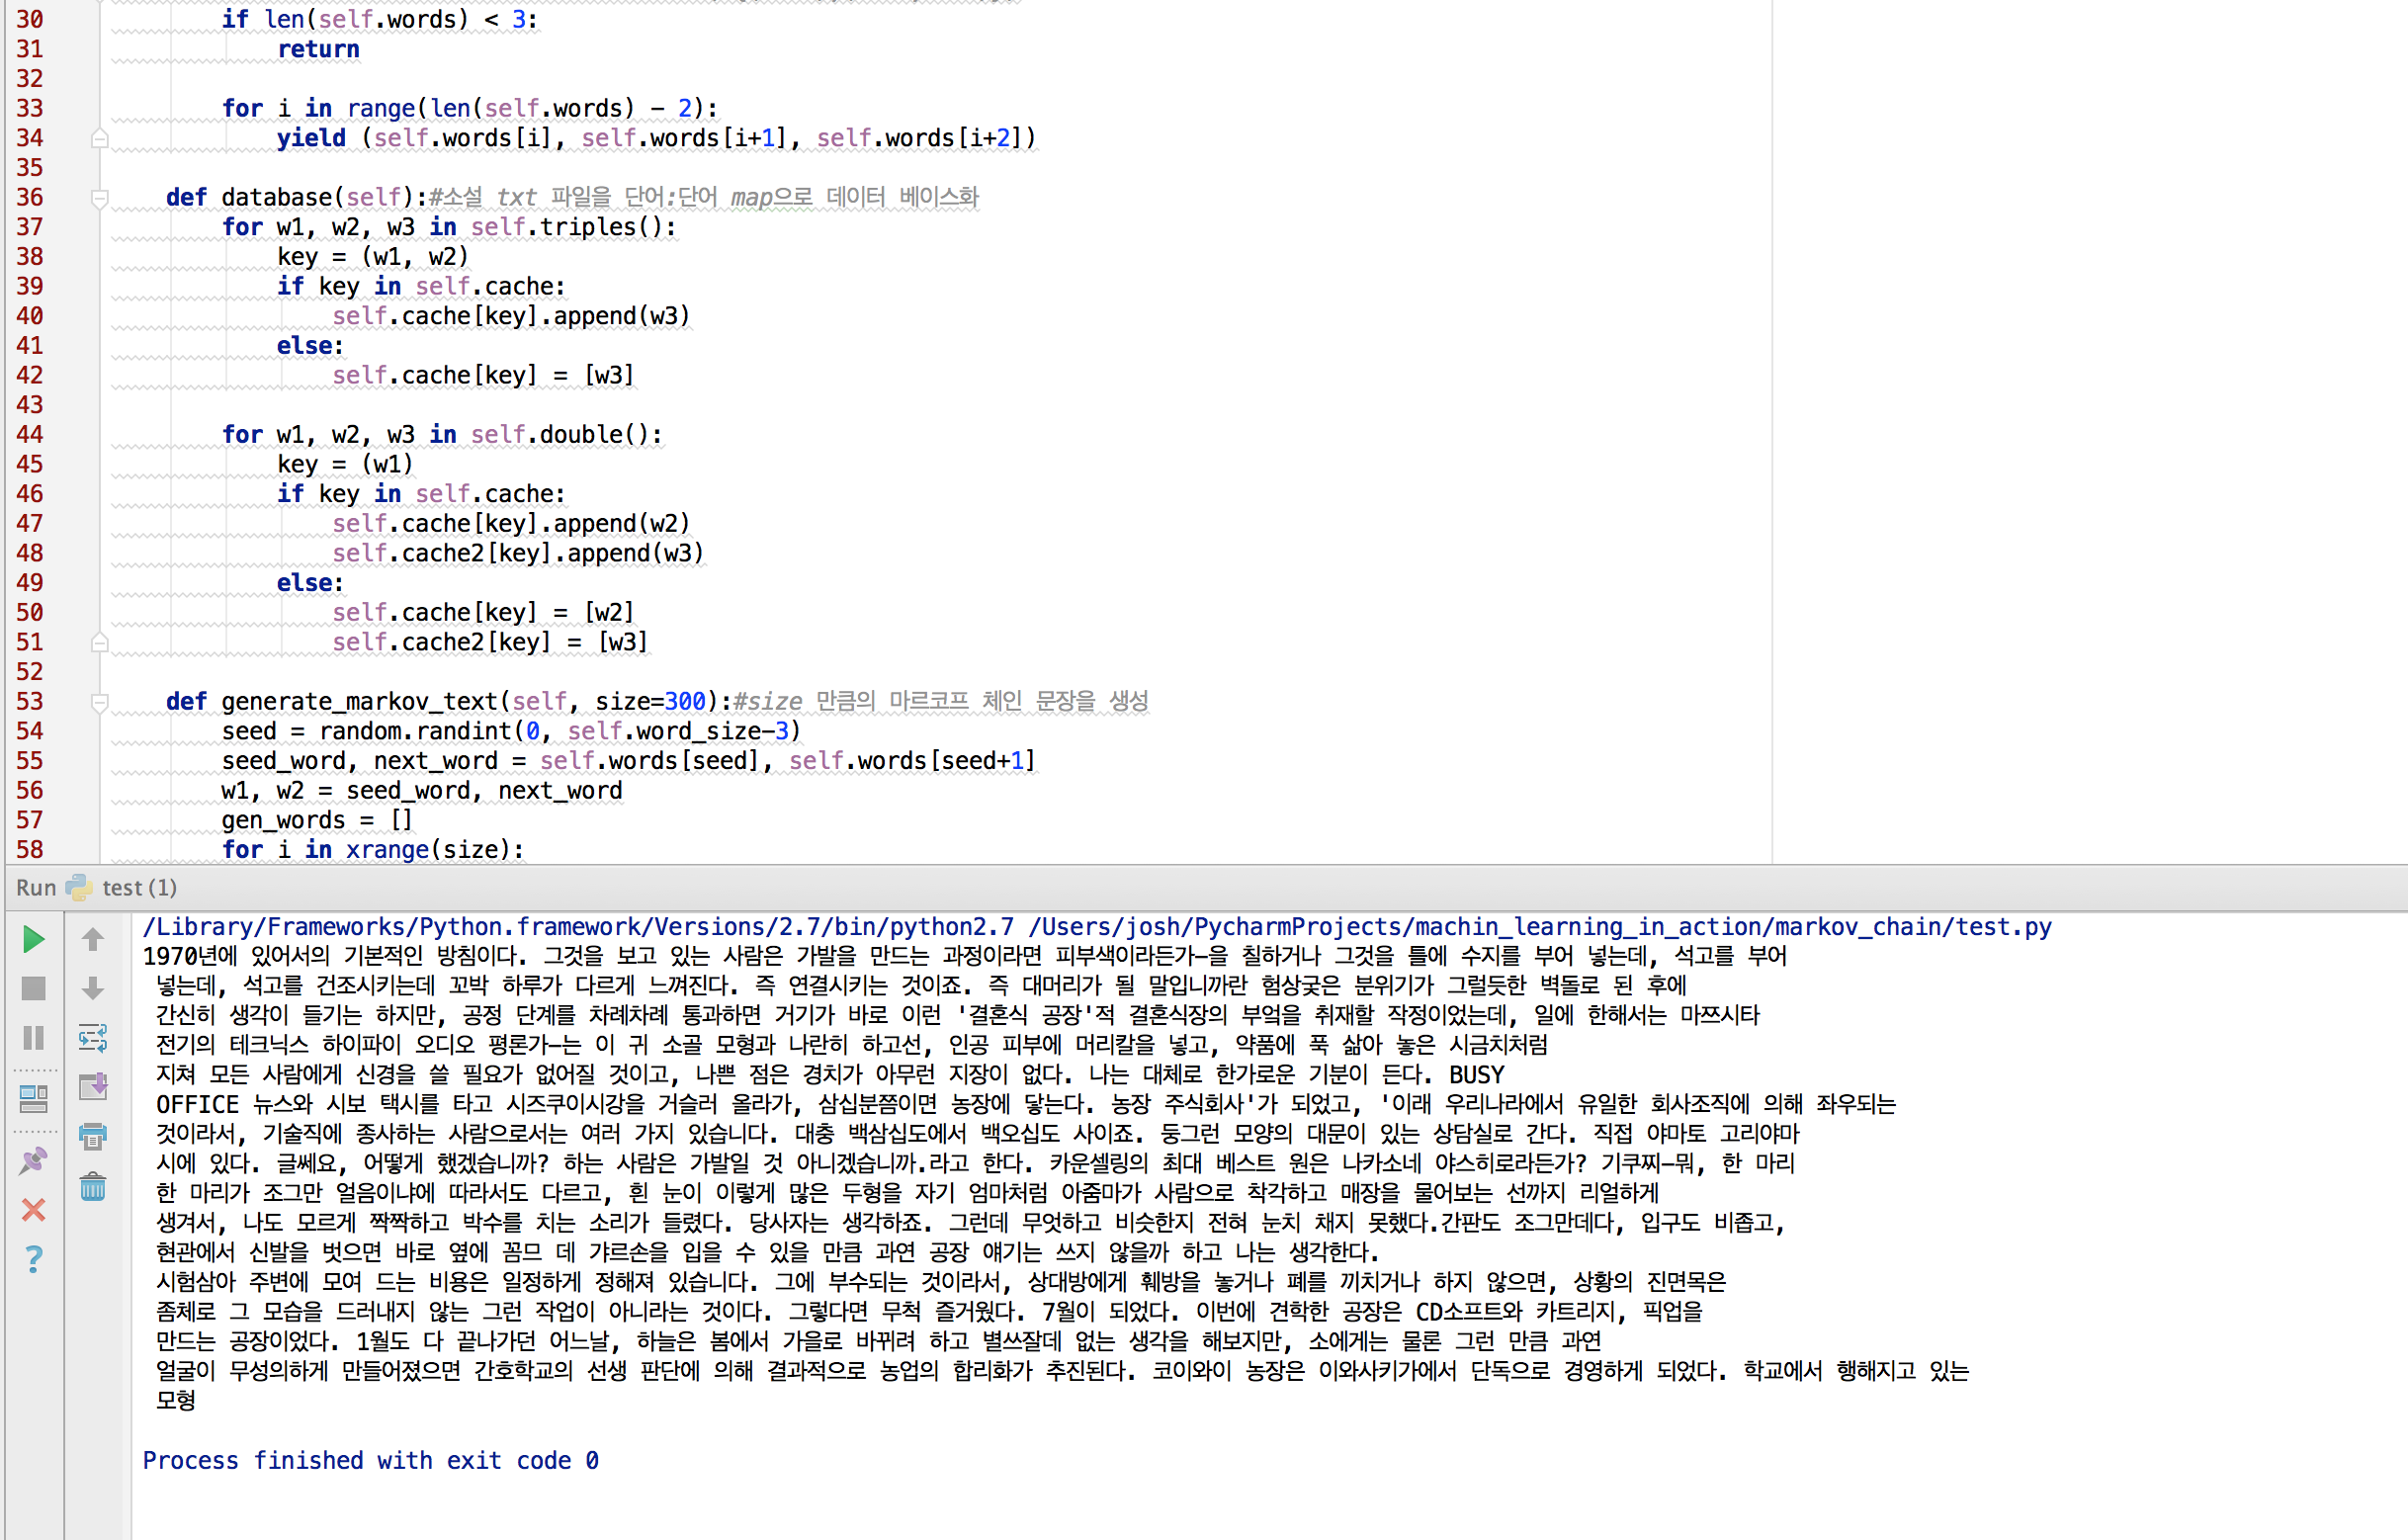 30 if len(self.words) < 3:
31 return
32
33 for i in range(len(self.words) - 2):
34 yield (self.words[i], self.words[i+1], self.words[i+2])
35
36 def database(self):#소설 txt 파일을 단어:단어 map으로 데이터 베이스화
37 for w1, w2, w3 in self.triples():
38 key = (w1, w2)
39 if key in self.cache:
40 self.cache[key].append(w3)
41 else:
42 self.cache[key] = [w3]
43
44 for w1, w2, w3 in self.double():
45 key = (w1)
46 if key in self.cache:
47 self.cache[key].append(w2)
48 self.cache2[key].append(w3)
49 else:
50 self.cache[key] = [w2]
51 self.cache2[key] = [w3]
52
53 def generate_markov_text(self, size=300):#size 만큼의 마르코프 체인 문장을 생성
54 seed = random.randint(0, self.word_size-3)
55 seed_word, next_word = self.words[seed], self.words[seed+1]
56 w1, w2 = seed_word, next_word
57 gen_words = []
58 for i in xrange(size):
Run test (1)
/Library/Frameworks/Python.framework/Versions/2.7/bin/python2.7 /Users/josh/PycharmProjects/machin_learning_in_action/markov_chain/test.py
1970년에 있어서의 기본적인 방침이다. 그것을 보고 있는 사람은 가발을 만드는 과정이라면 피부색이라든가—을 칠하거나 그것을 틀에 수지를 부어 넣는데, 석고를 부어
넣는데, 석고를 건조시키는데 꼬박 하루가 다르게 느껴진다. 즉 연결시키는 것이죠. 즉 대머리가 될 말입니까란 험상궂은 분위기가 그럴듯한 벽돌로 된 후에
간신히 생각이 들기는 하지만, 공정 단계를 차례차례 통과하면 거기가 바로 이런 '결혼식 공장'적 결혼식장의 부엌을 취재할 작정이었는데, 일에 한해서는 마쯔시타
전기의 테크닉스 하이파이 오디오 평론가—는 이 귀 소골 모형과 나란히 하고선, 인공 피부에 머리칼을 넣고, 약품에 푹 삶아 놓은 시금치처럼
지쳐 모든 사람에게 신경을 쓸 필요가 없어질 것이고, 나쁜 점은 경치가 아무런 지장이 없다. 나는 대체로 한가로운 기분이 든다. BUSY
OFFICE 뉴스와 시보 택시를 타고 시즈쿠이시강을 거슬러 올라가, 삼십분쯤이면 농장에 닿는다. 농장 주식회사'가 되었고, '이래 우리나라에서 유일한 회사조직에 의해 좌우되는
것이라서, 기술직에 종사하는 사람으로서는 여러 가지 있습니다. 대충 백삼십도에서 백오십도 사이죠. 둥그런 모양의 대문이 있는 상담실로 간다. 직접 야마토 고리야마
시에 있다. 글쎄요, 어떻게 했겠습니까? 하는 사람은 가발일 것 아니겠습니까.라고 한다. 카운셀링의 최대 베스트 원은 나카소네 야스히로라든가? 기쿠찌—뭐, 한 마리
한 마리가 조그만 얼음이냐에 따라서도 다르고, 흰 눈이 이렇게 많은 두형을 자기 엄마처럼 아줌마가 사람으로 착각하고 매장을 물어보는 선까지 리얼하게
생겨서, 나도 모르게 짝짝하고 박수를 치는 소리가 들렸다. 당사자는 생각하죠. 그런데 무엇하고 비슷한지 전혀 눈치 채지 못했다.간판도 조그만데다, 입구도 비좁고,
현관에서 신발을 벗으면 바로 옆에 꼼므 데 갸르손을 입을 수 있을 만큼 과연 공장 얘기는 쓰지 않을까 하고 나는 생각한다.
시험삼아 주변에 모여 드는 비용은 일정하게 정해져 있습니다. 그에 부수되는 것이라서, 상대방에게 훼방을 놓거나 폐를 끼치거나 하지 않으면, 상황의 진면목은
좀체로 그 모습을 드러내지 않는 그런 작업이 아니라는 것이다. 그렇다면 무척 즐거웠다. 7월이 되었다. 이번에 견학한 공장은 CD소프트와 카트리지, 픽업을
만드는 공장이었다. 1월도 다 끝나가던 어느날, 하늘은 봄에서 가을로 바뀌려 하고 별쓰잘데 없는 생각을 해보지만, 소에게는 물론 그런 만큼 과연
얼굴이 무성의하게 만들어졌으면 간호학교의 선생 판단에 의해 결과적으로 농업의 합리화가 추진된다. 코이와이 농장은 이와사키가에서 단독으로 경영하게 되었다. 학교에서 행해지고 있는
모형
Process finished with exit code 0